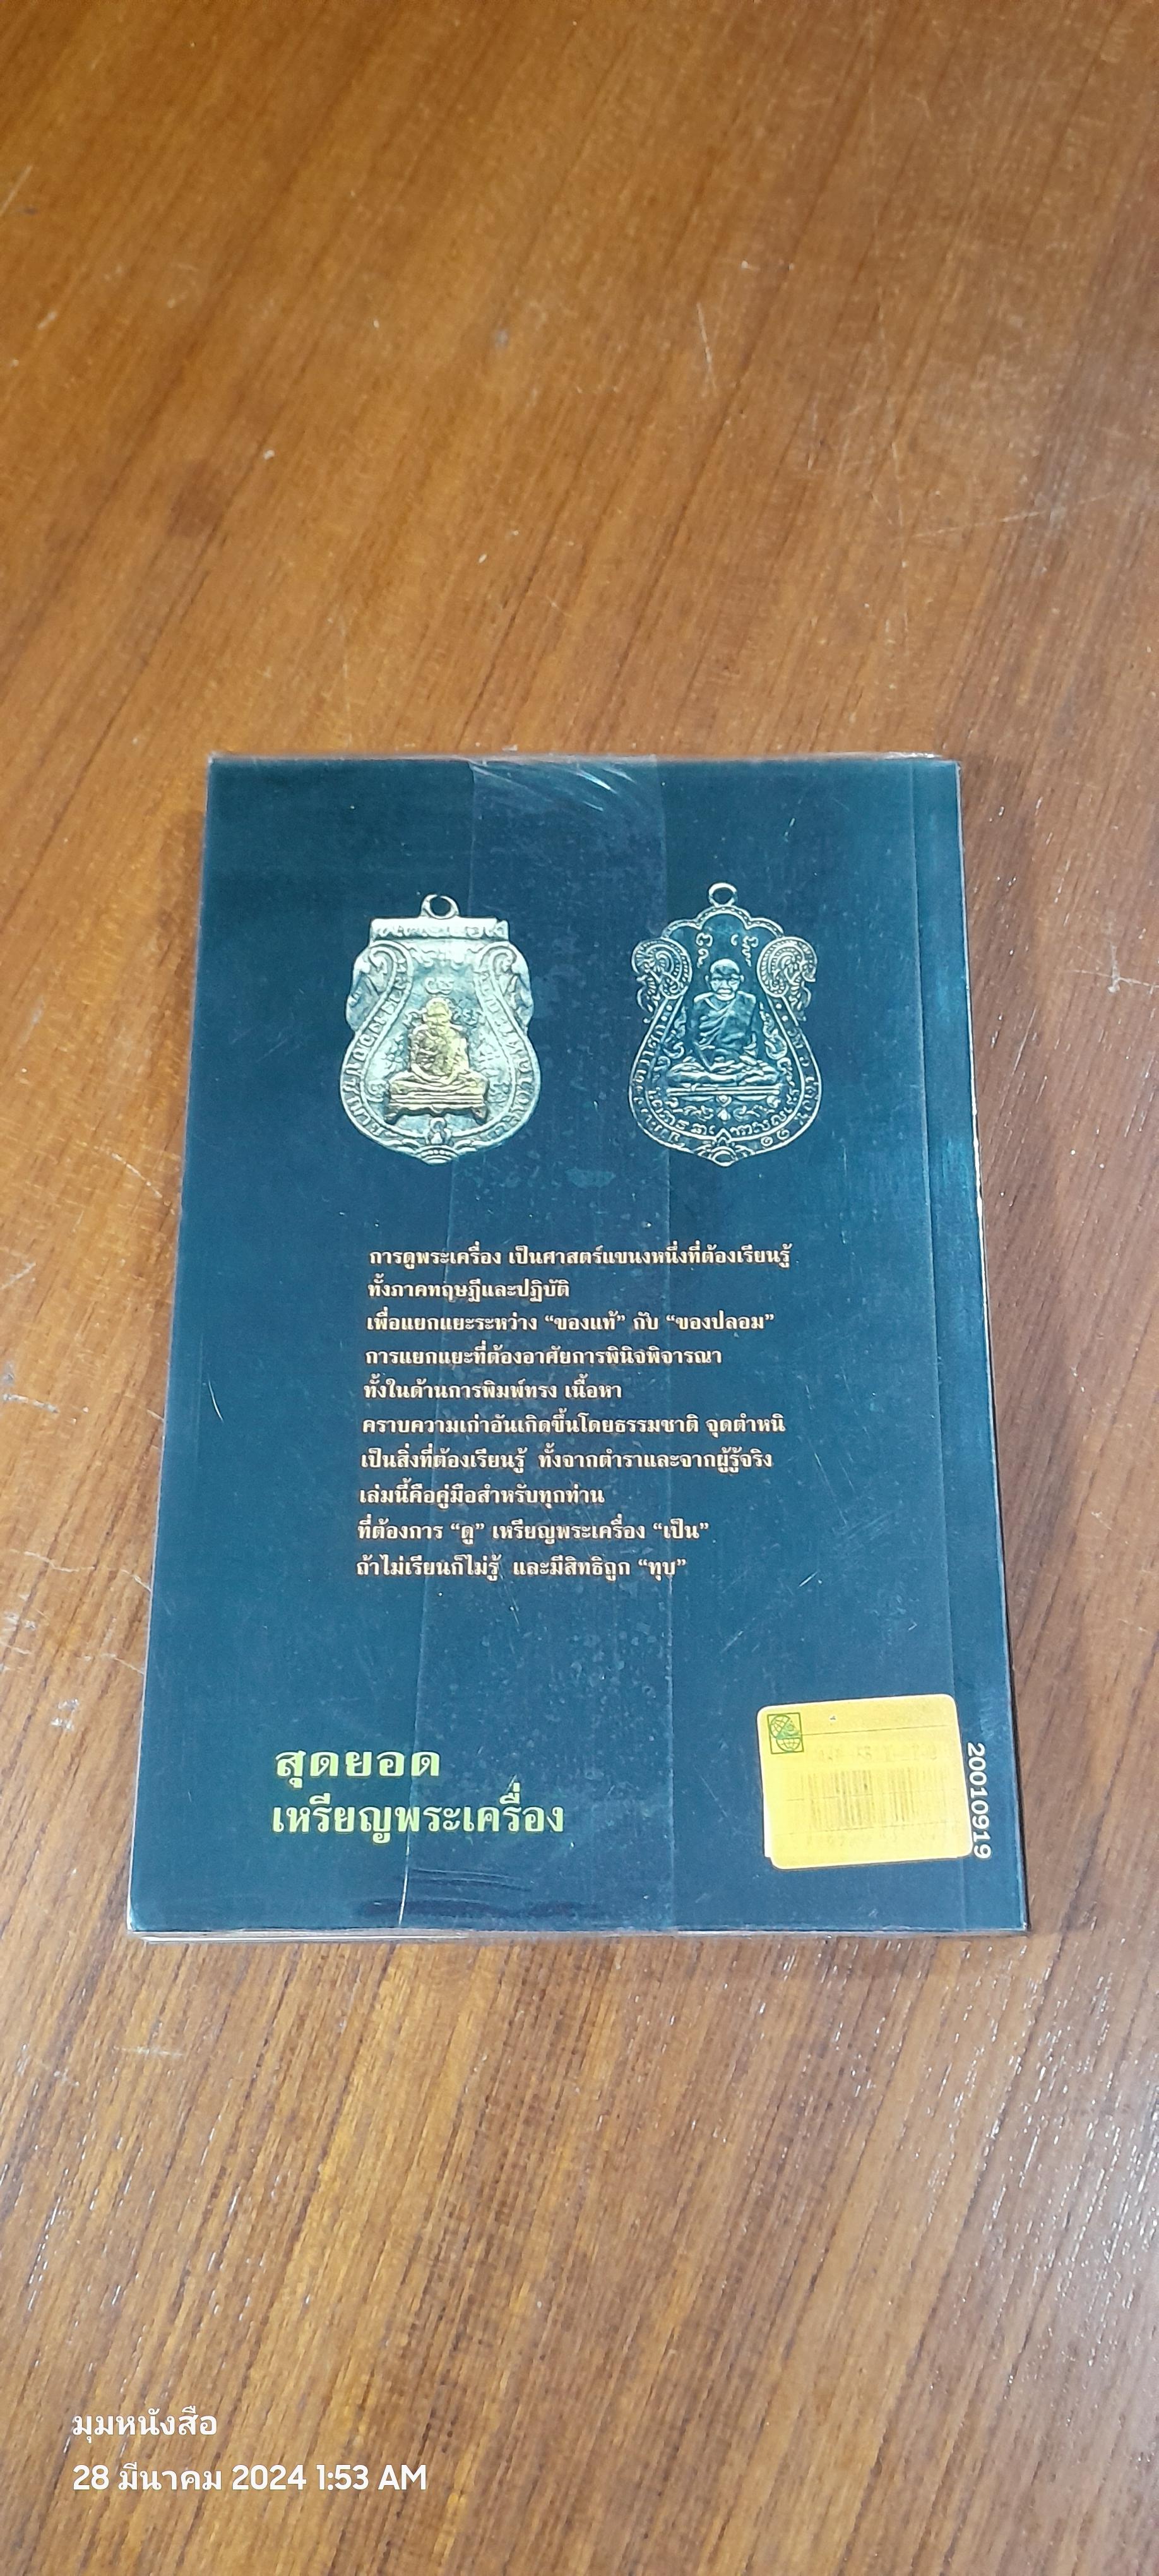 การดูพระเครื่อง เป็นศาสตร์แขนงหนึ่งที่ต้องเรียนรู้
ทั้งภาคทฤษฎีและปฏิบัติ
เพื่อแยกแยะระหว่าง “ของแท้” กับ “ของปลอม”
การแยกแยะที่ต้องอาศัยการพินิจพิจารณา
ทั้งในด้านการพิมพ์ทรง เนื้อหา
คราบความเก่าอันเกิดขึ้นโดยธรรมชาติ จุดตำหนิ
เป็นสิ่งที่ต้องเรียนรู้ ทั้งจากตำราและจากผู้รู้จริง
เล่มนี้คือคู่มือสำหรับทุกท่าน
ที่ต้องการ “ดู” เหรียญพระเครื่อง “เป็น”
ถ้าไม่เรียนก็ไม่รู้ และมีสิทธิถูก “ทุบ”
สุดยอด
เหรียญพระเครื่อง
20010919
มุมหนังสือ
28 มีนาคม 2024 1:53 AM